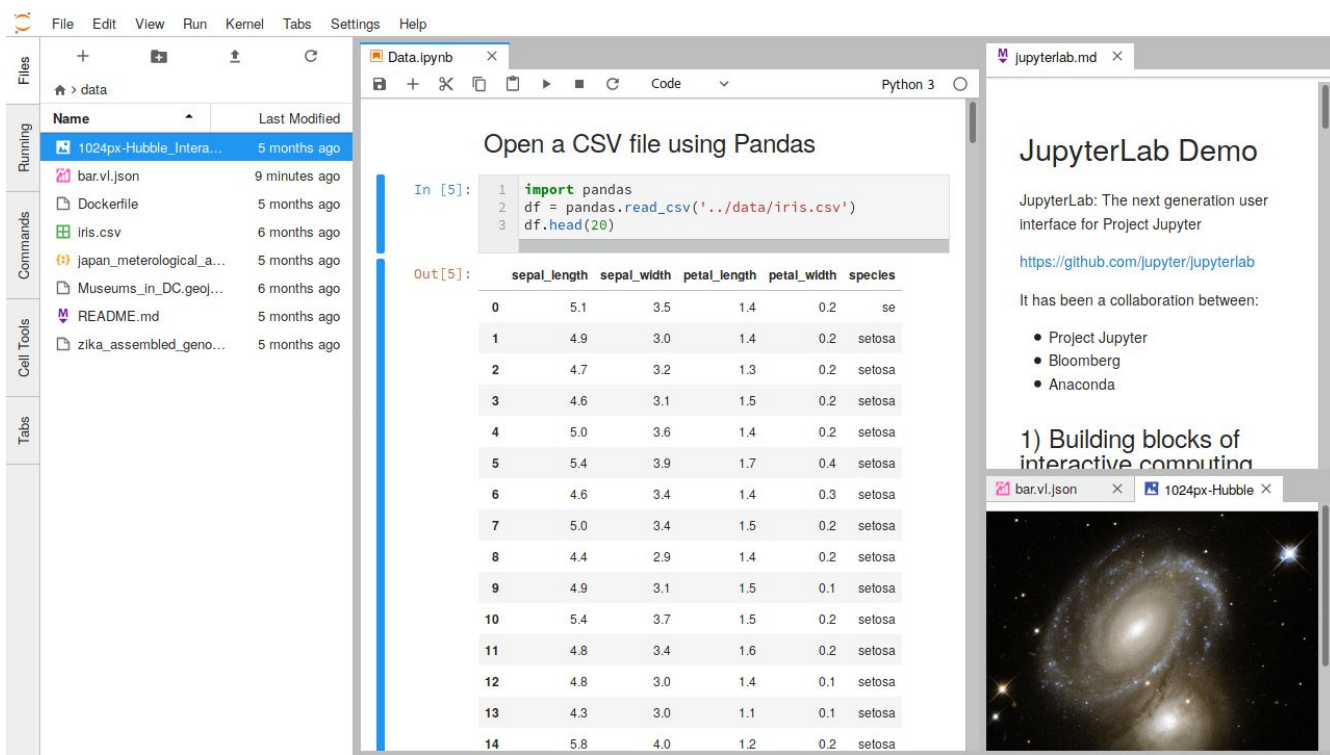 File Edit View Run Kernel Tabs Settings Help
Files
Running
Commands
Cell Tools
Tabs
> data
Name Last Modified
1024px-Hubble_Intera... 5 months ago
bar.vl.json 9 minutes ago
Dockerfile 5 months ago
iris.csv 6 months ago
japan_meterological_a... 5 months ago
Museums_in_DC.geoj... 6 months ago
README.md 5 months ago
zika_assembled_geno... 5 months ago
Data.ipynb
Code Python 3
Open a CSV file using Pandas
In [5]:
1 import pandas
2 df = pandas.read_csv('../data/iris.csv')
3 df.head(20)
Out[5]:
sepal_length sepal_width petal_length petal_width species
0 5.1 3.5 1.4 0.2 se
1 4.9 3.0 1.4 0.2 setosa
2 4.7 3.2 1.3 0.2 setosa
3 4.6 3.1 1.5 0.2 setosa
4 5.0 3.6 1.4 0.2 setosa
5 5.4 3.9 1.7 0.4 setosa
6 4.6 3.4 1.4 0.3 setosa
7 5.0 3.4 1.5 0.2 setosa
8 4.4 2.9 1.4 0.2 setosa
9 4.9 3.1 1.5 0.1 setosa
10 5.4 3.7 1.5 0.2 setosa
11 4.8 3.4 1.6 0.2 setosa
12 4.8 3.0 1.4 0.1 setosa
13 4.3 3.0 1.1 0.1 setosa
14 5.8 4.0 1.2 0.2 setosa
jupyterlab.md
JupyterLab Demo
JupyterLab: The next generation user
interface for Project Jupyter
https://github.com/jupyter/jupyterlab
It has been a collaboration between:
• Project Jupyter
• Bloomberg
• Anaconda
1) Building blocks of
interactive computing
bar.vl.json 1024px-Hubble